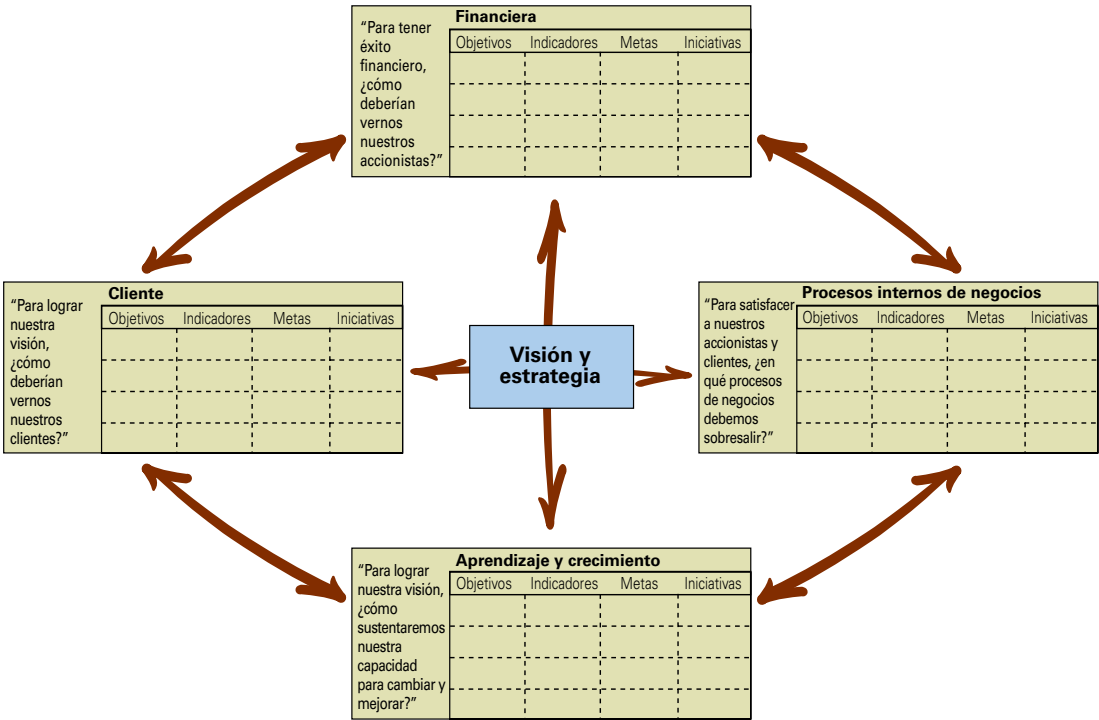 Financiera
“Para tener
éxito
financiero,
¿cómo
deberían
vernos
nuestros
accionistas?”
Objetivos Indicadores Metas Iniciativas
Cliente
“Para lograr
nuestra
visión,
¿cómo
deberían
vernos
nuestros
clientes?”
Objetivos Indicadores Metas Iniciativas
Visión y
estrategia
Procesos internos de negocios
“Para satisfacer
a nuestros
accionistas y
clientes, ¿en
qué procesos
de negocios
debemos
sobresalir?”
Objetivos Indicadores Metas Iniciativas
Aprendizaje y crecimiento
“Para lograr
nuestra visión,
¿cómo
sustentaremos
nuestra
capacidad
para cambiar y
mejorar?”
Objetivos Indicadores Metas Iniciativas